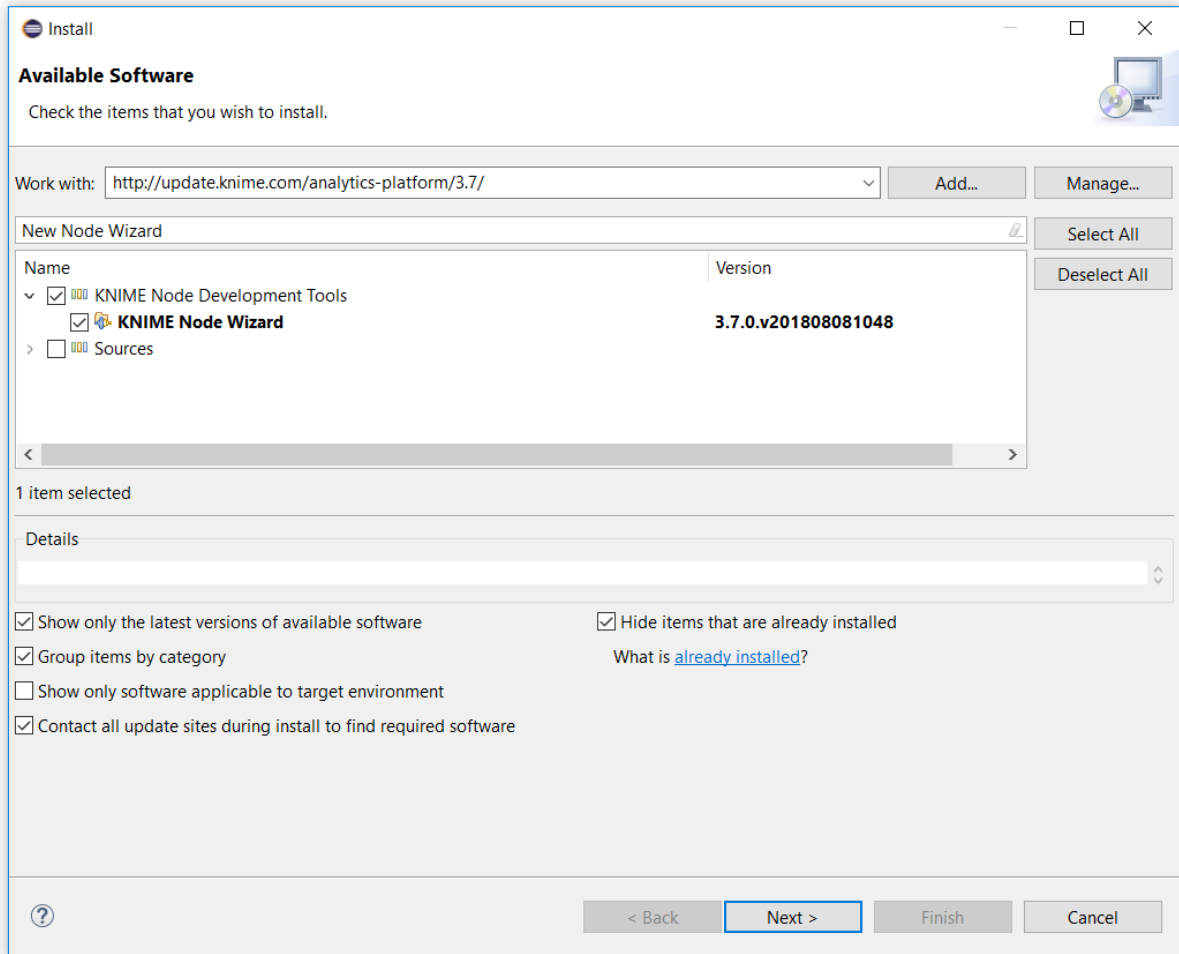 Install
Available Software
Check the items that you wish to install.
Work with: http://update.knime.com/analytics-platform/3.7/ Add... Manage...
New Node Wizard Select All
Name Version Deselect All
KNIME Node Development Tools
KNIME Node Wizard 3.7.0.v201808081048
Sources
1 item selected
Details
Show only the latest versions of available software Hide items that are already installed
Group items by category What is already installed?
Show only software applicable to target environment
Contact all update sites during install to find required software
? < Back Next > Finish Cancel